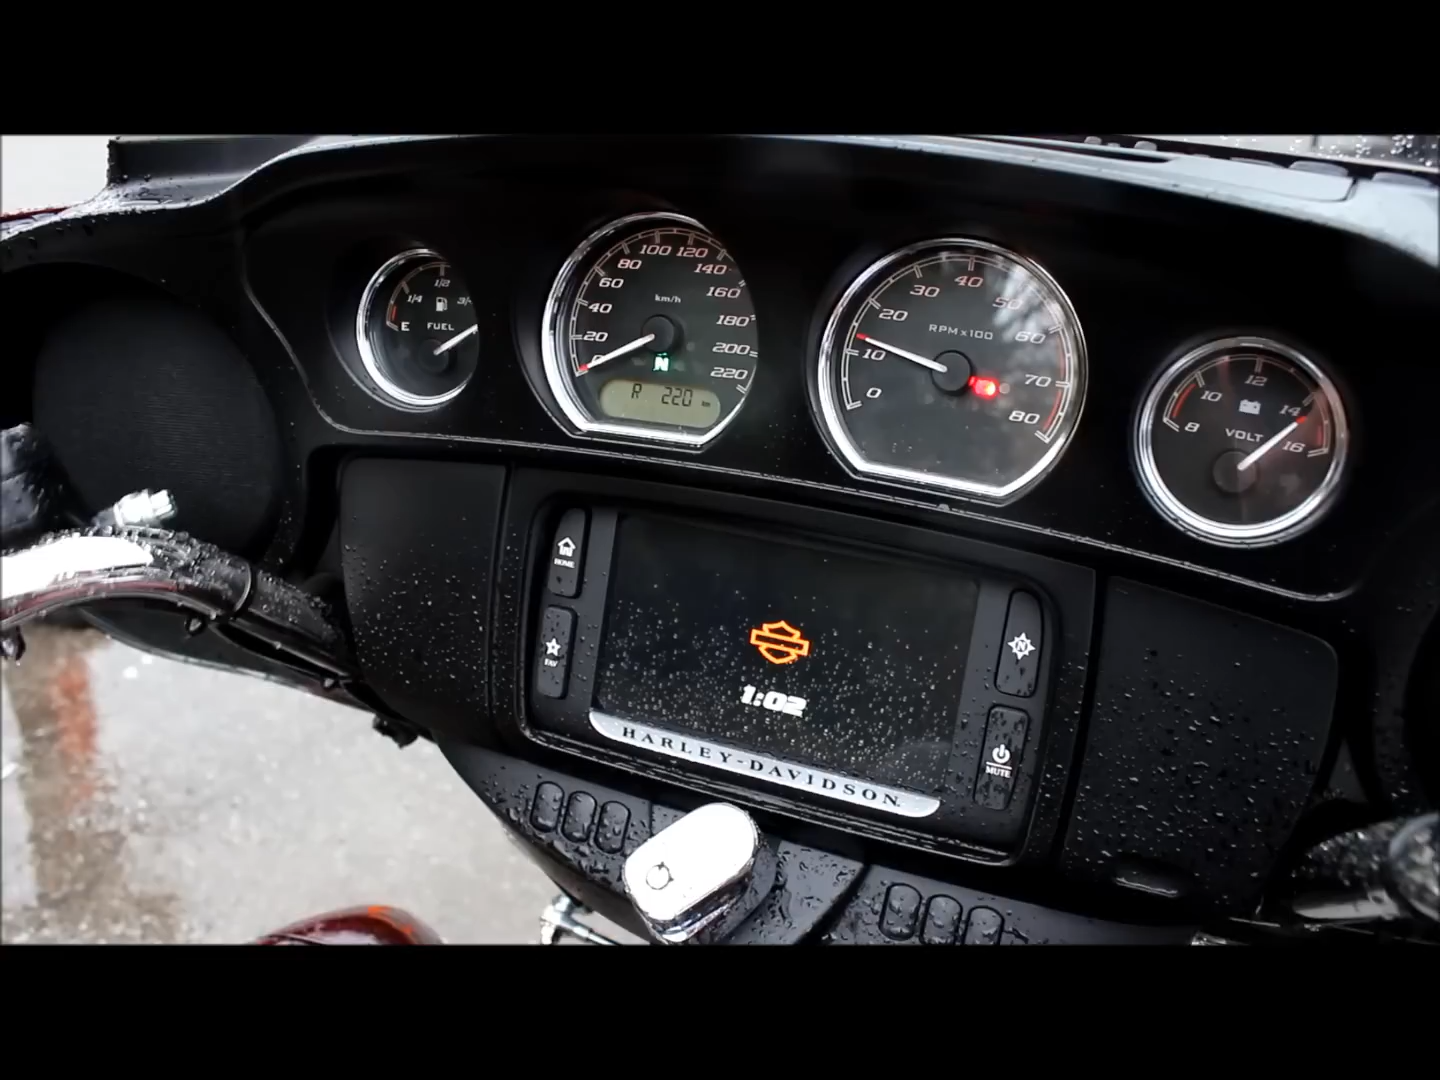 1/4 1/2 3/4
E FUEL
0 20 40 60 80 100 120 140 160 180 200 220
km/h
N
R 220 km
0 10 20 30 40 50 60 70 80
RPM x100
8 10 12 14 16
VOLT
HOME
FAV
N
MUTE
1:02
HARLEY-DAVIDSON